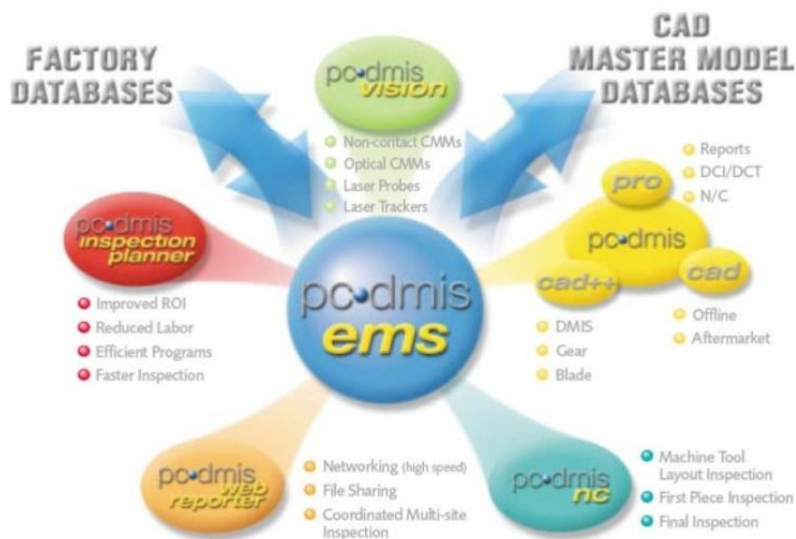 FACTORY
DATABASES
CAD
MASTER MODEL
DATABASES
pc•dmis
vision
Non-contact CMMs
Optical CMMs
Laser Probes
Laser Trackers
Reports
DCI/DCT
N/C
pro
pc•dmis
cad++
cad
DMIS
Gear
Blade
Offline
Aftermarket
pc•dmis
inspection
planner
Improved ROI
Reduced Labor
Efficient Programs
Faster Inspection
pc•dmis
ems
pc•dmis
web
reporter
Networking (high speed)
File Sharing
Coordinated Multi-site
Inspection
pc•dmis
nc
Machine Tool
Layout Inspection
First Piece Inspection
Final Inspection